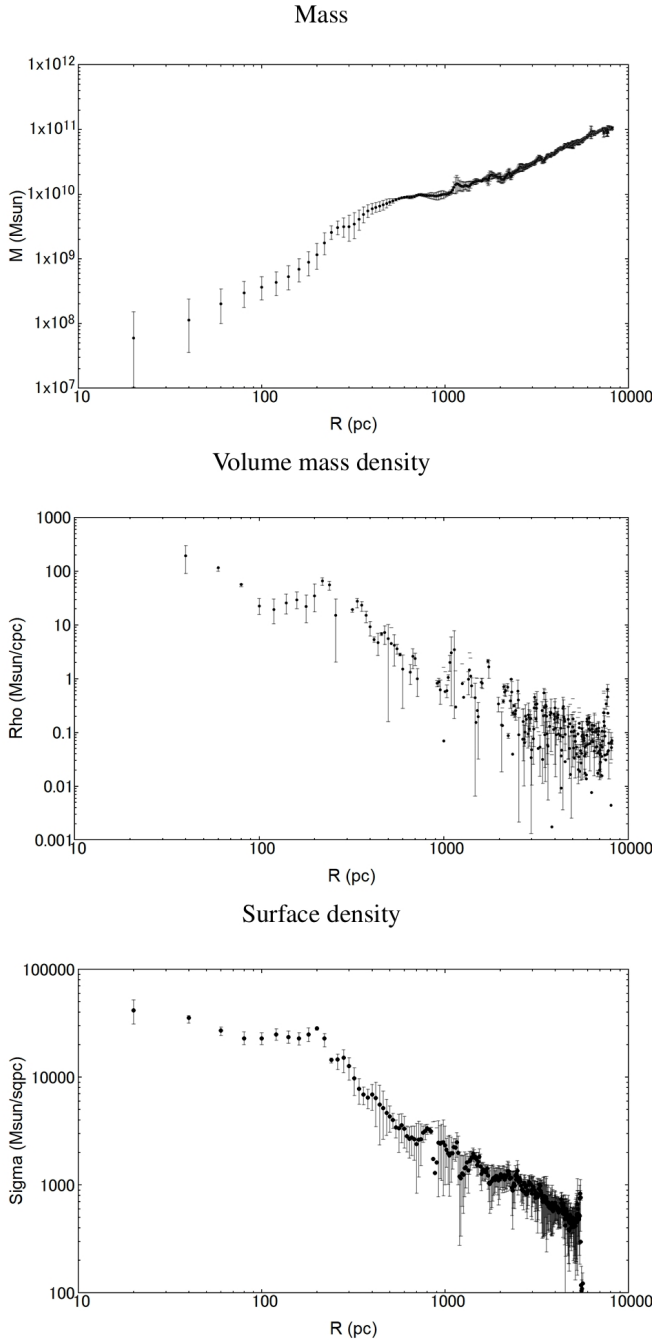 Mass
1x10^12
1x10^11
1x10^10
1x10^9
1x10^8
1x10^7
M (Msun)
10 100 1000 10000
R (pc)
Volume mass density
1000
100
10
1
0.1
0.01
0.001
Rho (Msun/cpc)
10 100 1000 10000
R (pc)
Surface density
100000
10000
1000
100
Sigma (Msun/sqpc)
10 100 1000 10000
R (pc)